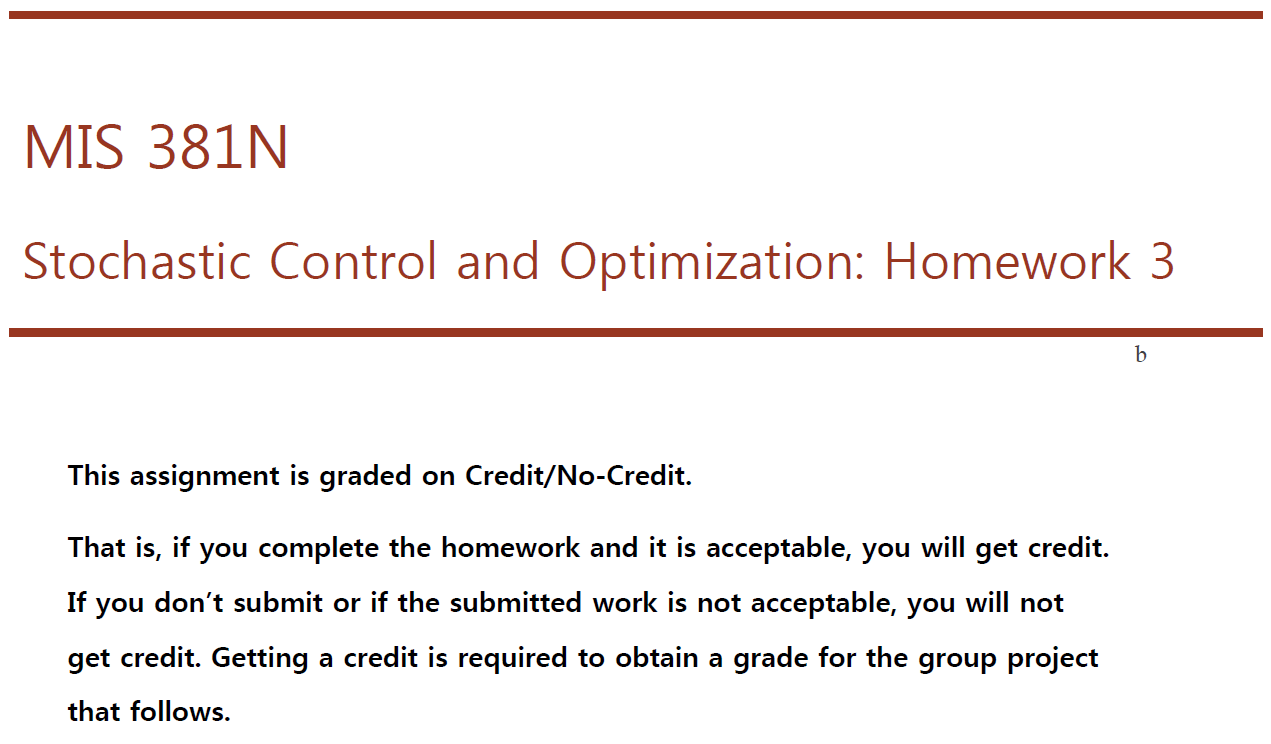 MIS 381N
Stochastic Control and Optimization: Homework 3
b
This assignment is graded on Credit/No-Credit.
That is, if you complete the homework and it is acceptable, you will get credit.
If you don’t submit or if the submitted work is not acceptable, you will not
get credit. Getting a credit is required to obtain a grade for the group project
that follows.